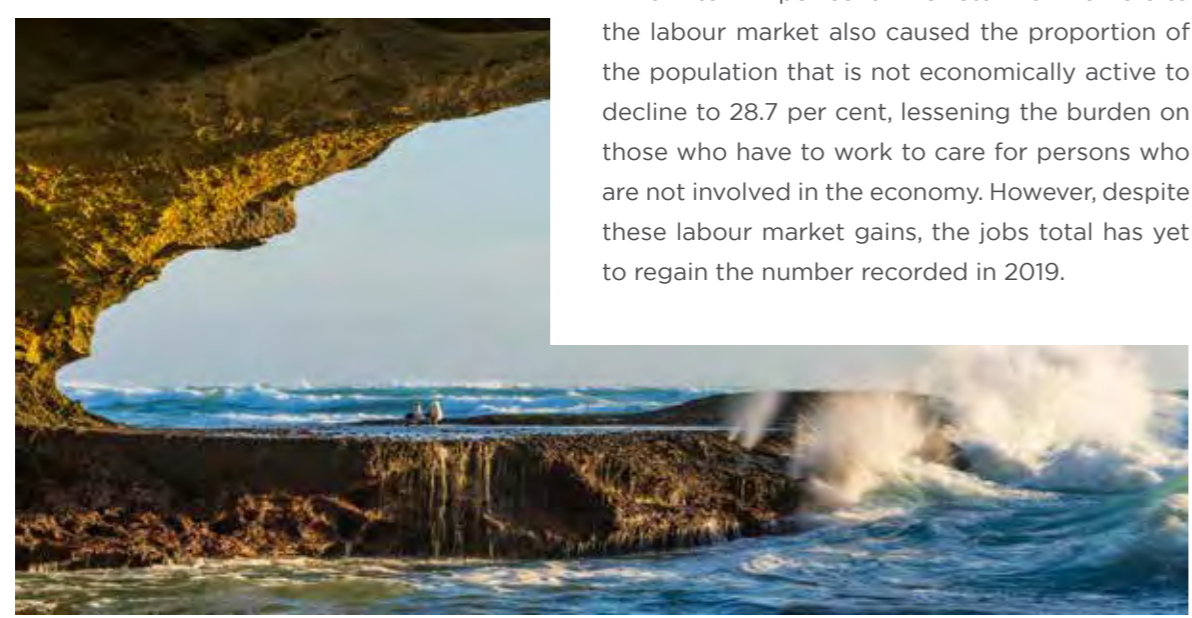 the labour market also caused the proportion of
the population that is not economically active to
decline to 28.7 per cent, lessening the burden on
those who have to work to care for persons who
are not involved in the economy. However, despite
these labour market gains, the jobs total has yet
to regain the number recorded in 2019.